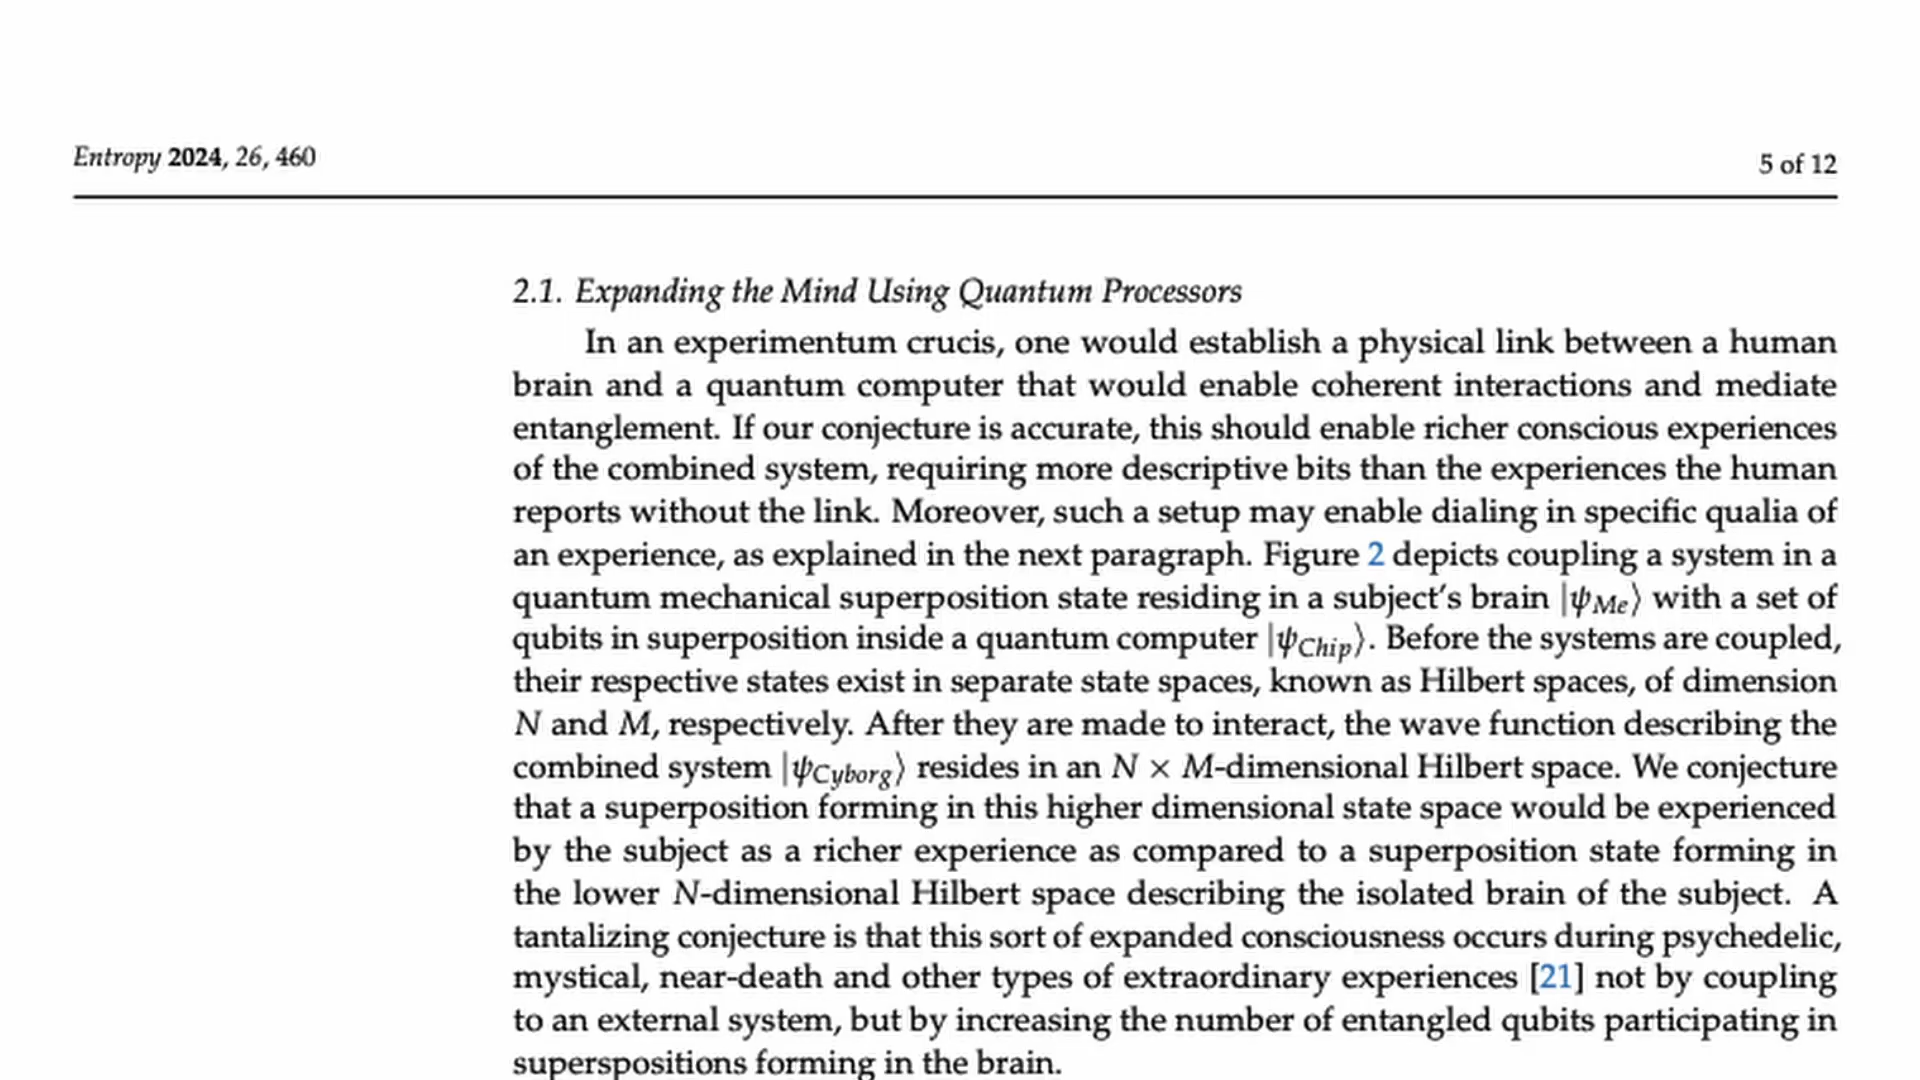 Entropy 2024, 26, 460
5 of 12
2.1. Expanding the Mind Using Quantum Processors
In an experimentum crucis, one would establish a physical link between a human
brain and a quantum computer that would enable coherent interactions and mediate
entanglement. If our conjecture is accurate, this should enable richer conscious experiences
of the combined system, requiring more descriptive bits than the experiences the human
reports without the link. Moreover, such a setup may enable dialing in specific qualia of
an experience, as explained in the next paragraph. Figure 2 depicts coupling a system in a
quantum mechanical superposition state residing in a subject's brain |ψMe⟩ with a set of
qubits in superposition inside a quantum computer |ψChip⟩. Before the systems are coupled,
their respective states exist in separate state spaces, known as Hilbert spaces, of dimension
N and M, respectively. After they are made to interact, the wave function describing the
combined system |ψCyborg⟩ resides in an N × M-dimensional Hilbert space. We conjecture
that a superposition forming in this higher dimensional state space would be experienced
by the subject as a richer experience as compared to a superposition state forming in
the lower N-dimensional Hilbert space describing the isolated brain of the subject. A
tantalizing conjecture is that this sort of expanded consciousness occurs during psychedelic,
mystical, near-death and other types of extraordinary experiences [21] not by coupling
to an external system, but by increasing the number of entangled qubits participating in
superspositions forming in the brain.